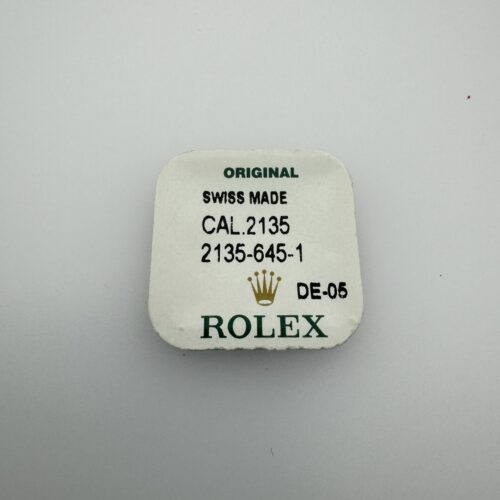 ORIGINAL
SWISS MADE
CAL.2135
2135-645-1
DE-05
ROLEX